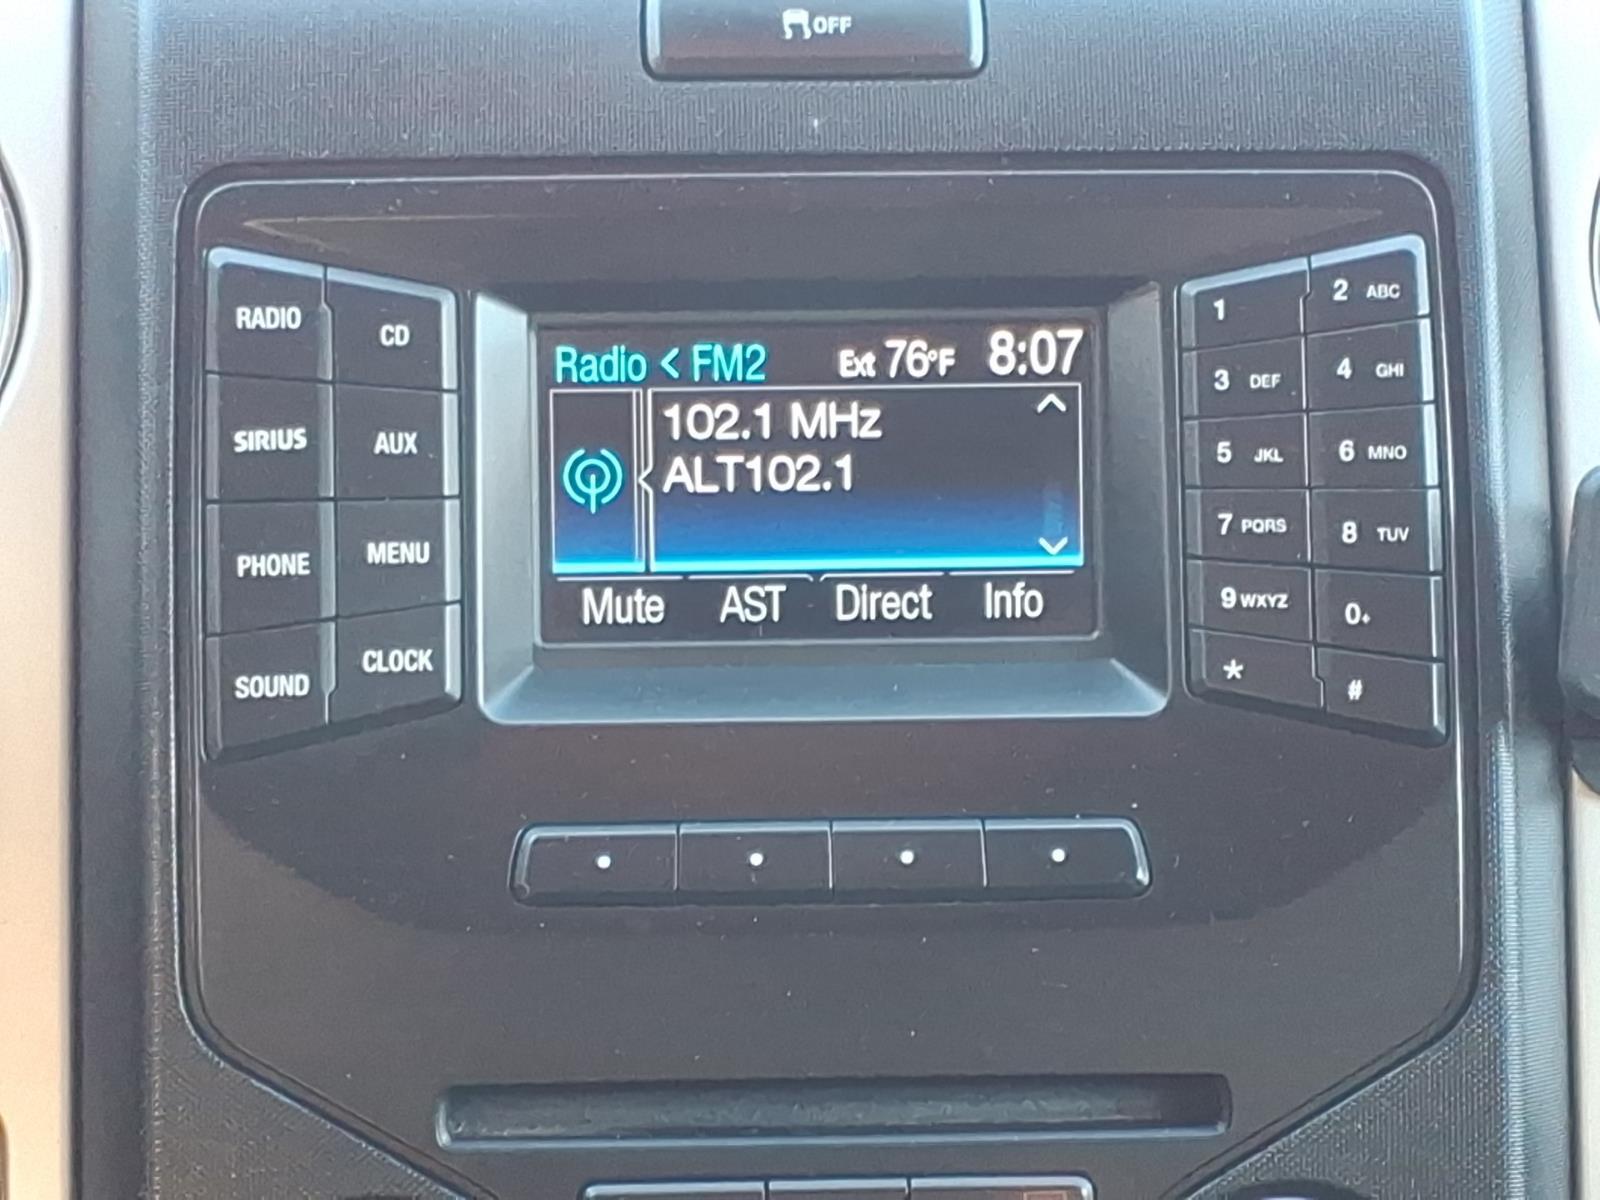 OFF
RADIO
CD
SIRIUS
AUX
PHONE
MENU
SOUND
CLOCK
Radio < FM2 Ext 76°F 8:07
102.1 MHz
ALT102.1
Mute AST Direct Info
1
2 ABC
3 DEF
4 GHI
5 JKL
6 MNO
7 PQRS
8 TUV
9 WXYZ
0+
*
#